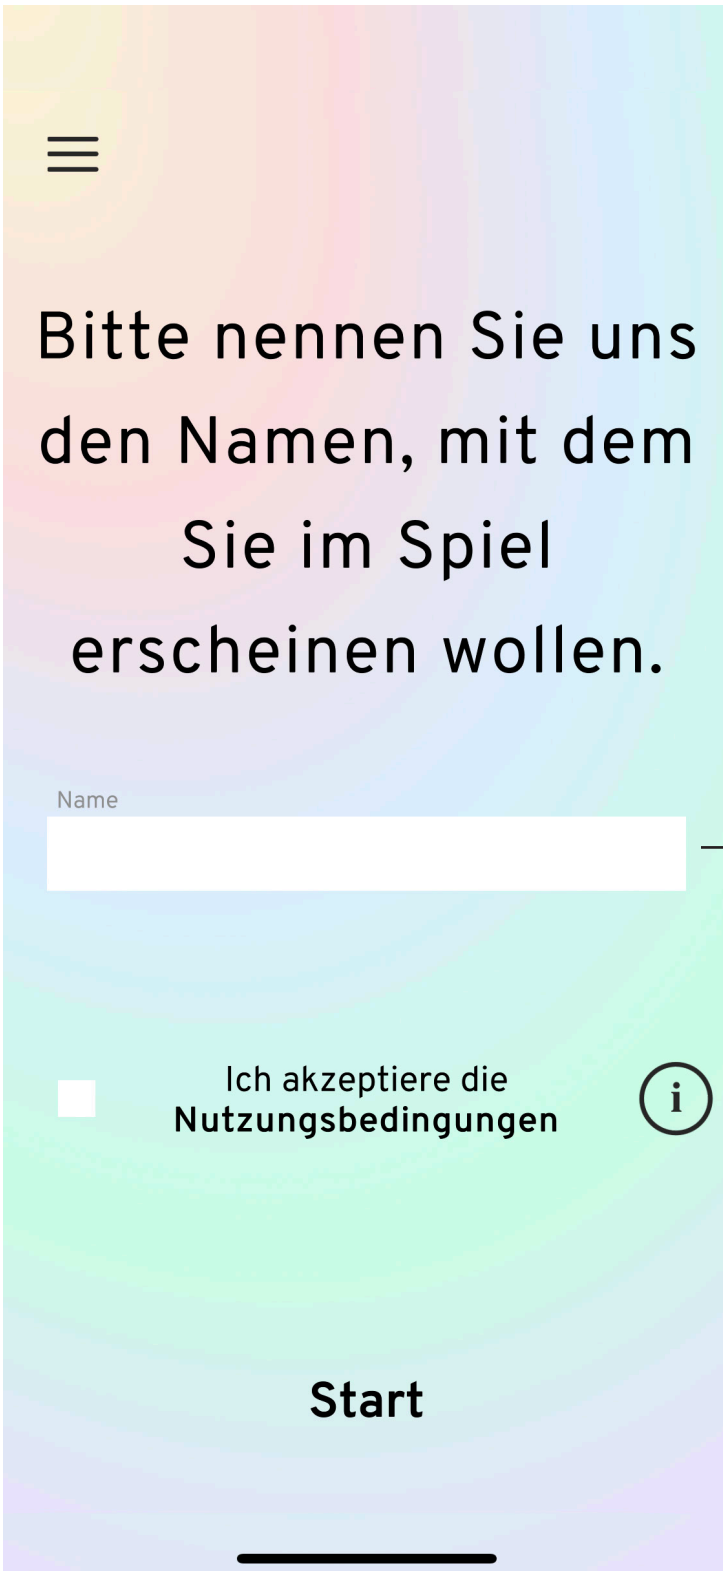 Bitte nennen Sie uns
den Namen, mit dem
Sie im Spiel
erscheinen wollen.
Name
Ich akzeptiere die
Nutzungsbedingungen
i
Start